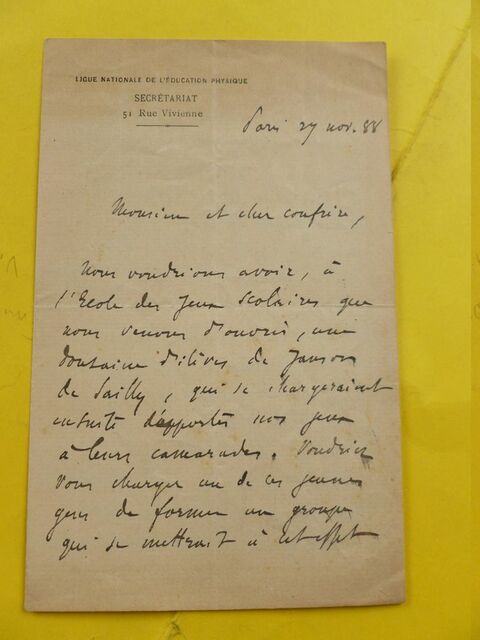 LIGUE NATIONALE DE L'ÉDUCATION PHYSIQUE
SECRÉTARIAT
51 Rue Vivienne
Paris 27 nov. 88
Monsieur et cher confrère,
Nous voudrions avoir, à
l'Ecole des Jeux Scolaires que
nous venons d'ouvrir, une
douzaine d'élèves de Janson
de Sailly, qui se chargeraient
ensuite d'apporter nos jeux
à leurs camarades. Voudriez
vous charger un de ces jeunes
gens de former un groupe
qui se mettrait à cet effet